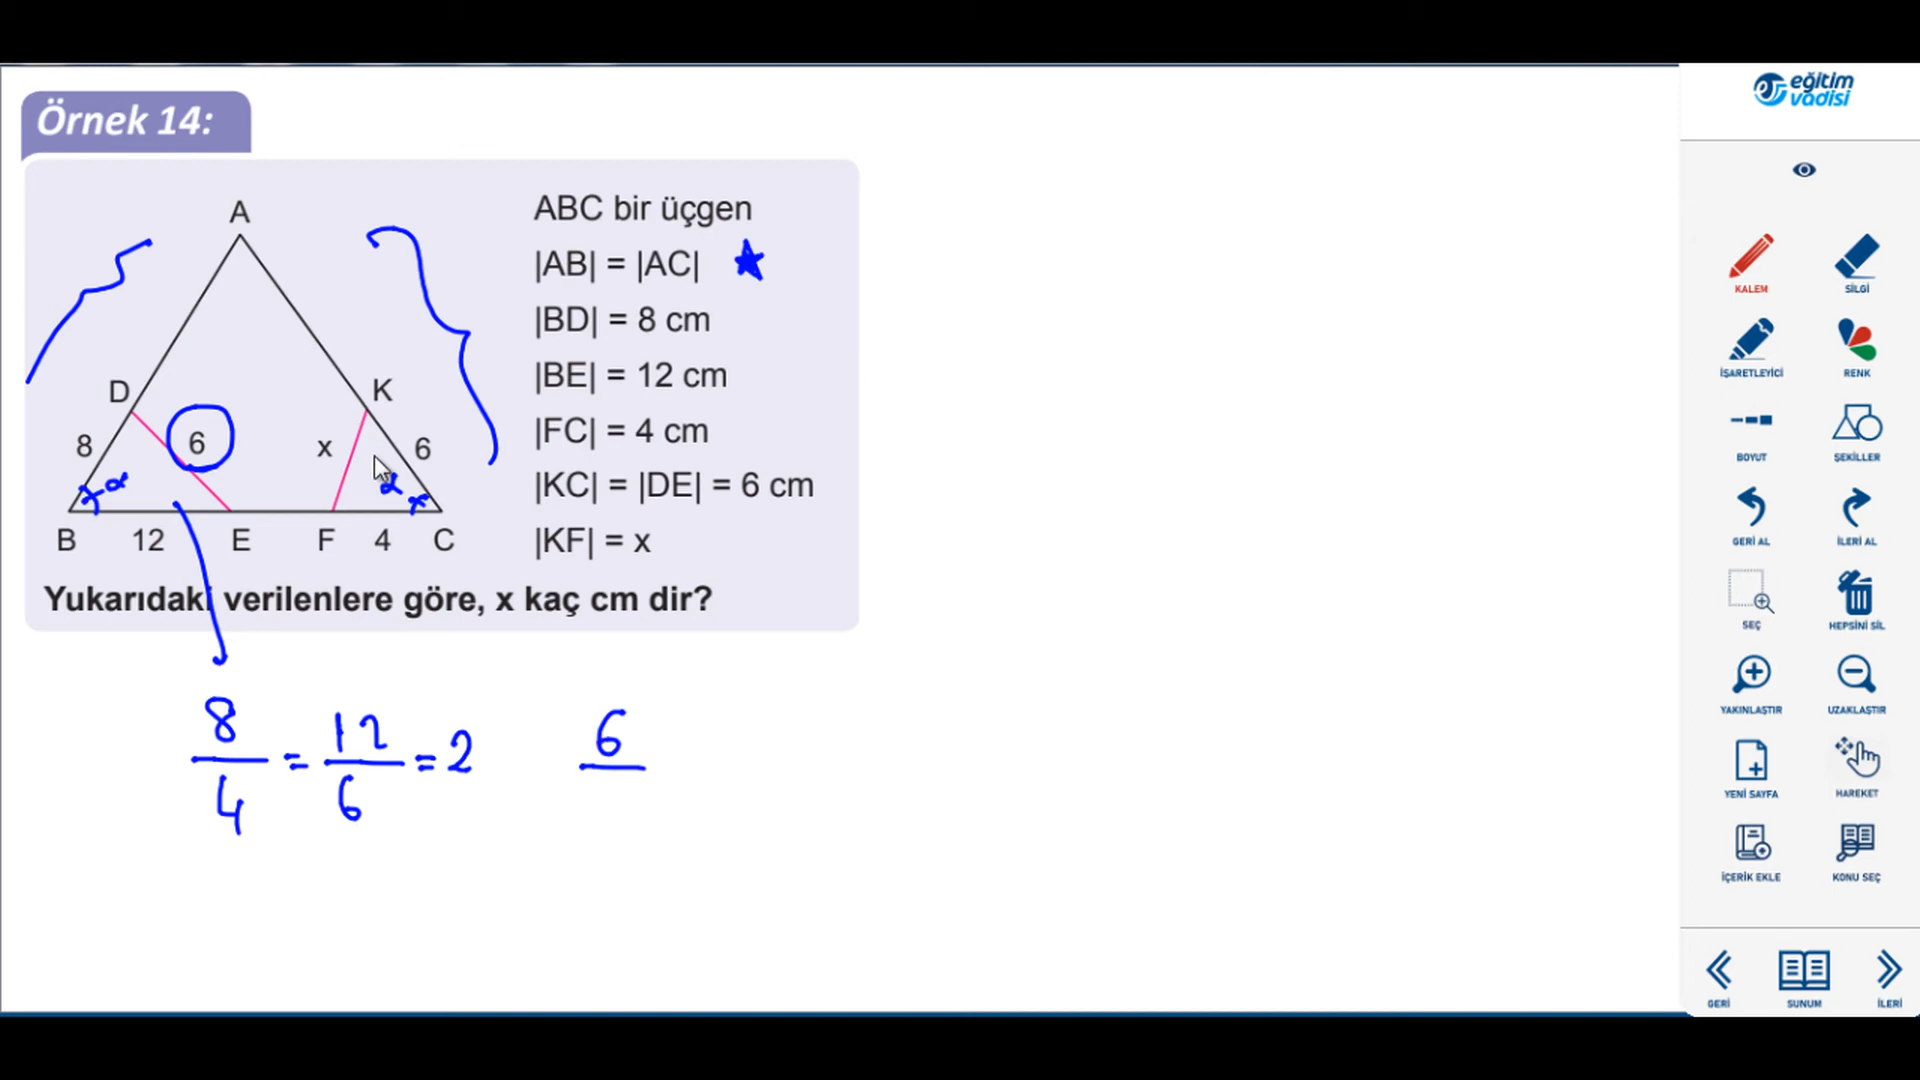 eğitim
vadisi
Örnek 14:
A
D
K
8
6
x
6
α
α
B
12
E
F
4
C
ABC bir üçgen
|AB| = |AC|
|BD| = 8 cm
|BE| = 12 cm
|FC| = 4 cm
|KC| = |DE| = 6 cm
|KF| = x
Yukarıdaki verilenlere göre, x kaç cm dir?
8/4 = 12/6 = 2
6
KALEM
SİLGİ
İŞARETLEYİCİ
RENK
BOYUT
ŞEKİLLER
GERİ AL
İLERİ AL
SEÇ
HEPSİNİ SİL
YAKINLAŞTIR
UZAKLAŞTIR
YENİ SAYFA
HAREKET
İÇERİK EKLE
KONU SEÇ
GERİ
SUNUM
İLERİ